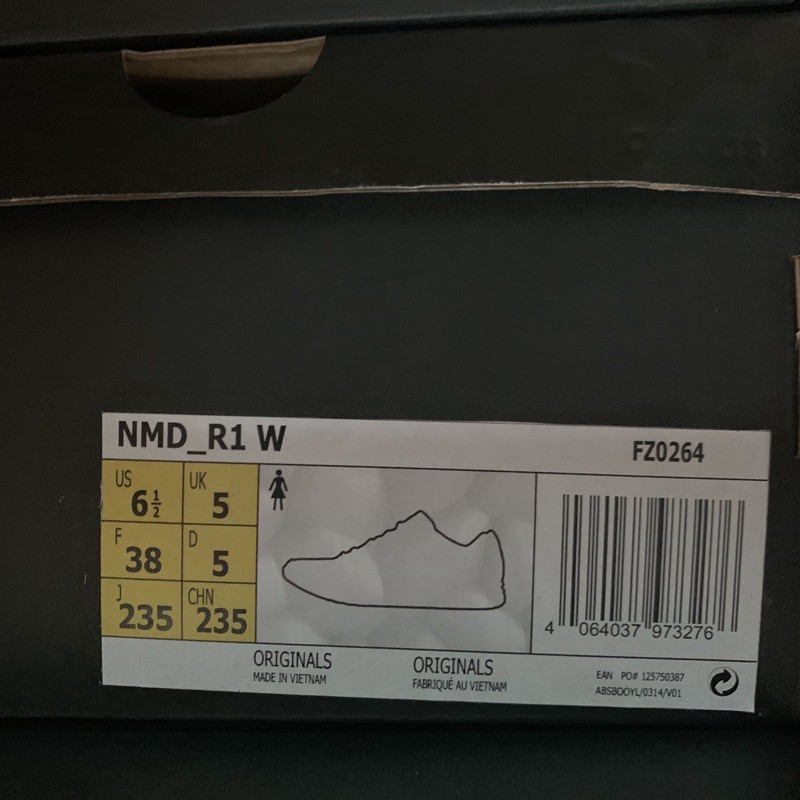 NMD_R1 W
FZ0264
US 6½ UK 5
F 38 D 5
J 235 CHN 235
4 064037 973276
ORIGINALS
MADE IN VIETNAM
ORIGINALS
FABRIQUÉ AU VIETNAM
EAN PO# 125750387
ABSBOOYL/0314/V01